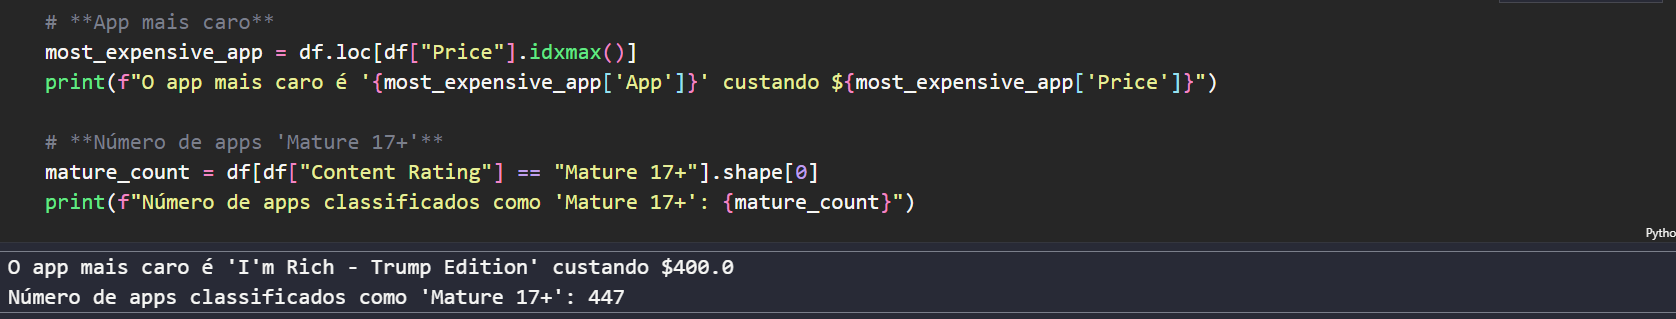 # **App mais caro**
most_expensive_app = df.loc[df["Price"].idxmax()]
print(f"O app mais caro é '{most_expensive_app['App']}' custando ${most_expensive_app['Price']}")
# **Número de apps 'Mature 17+'**
mature_count = df[df["Content Rating"] == "Mature 17+"].shape[0]
print(f"Número de apps classificados como 'Mature 17+': {mature_count}")
Pytho
O app mais caro é 'I'm Rich - Trump Edition' custando $400.0
Número de apps classificados como 'Mature 17+': 447